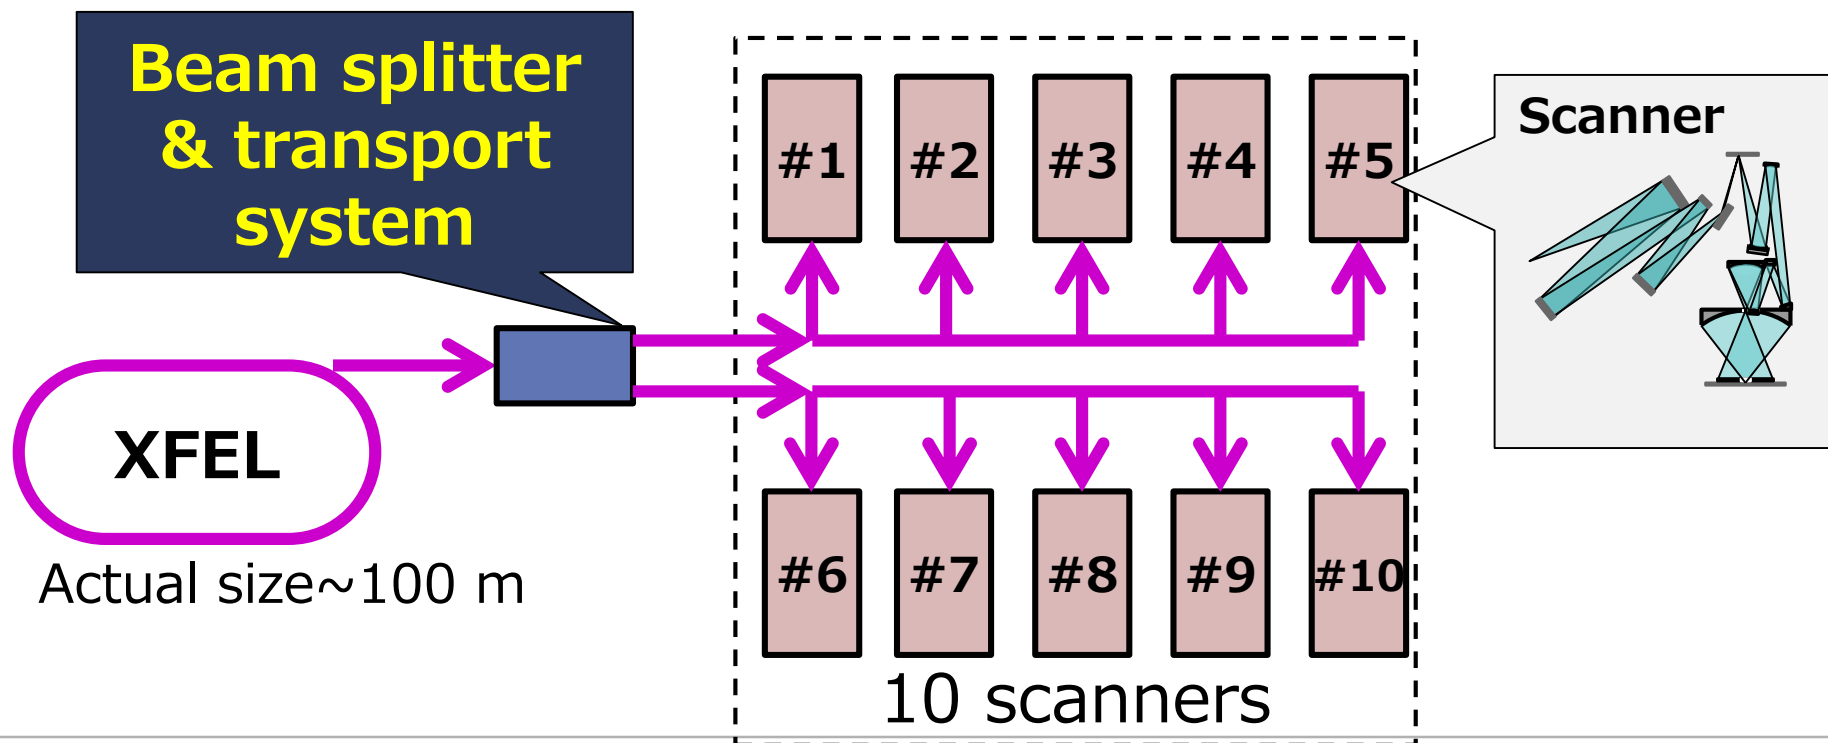 Beam splitter
& transport
system
#1
#2
#3
#4
#5
Scanner
XFEL
Actual size~100 m
#6
#7
#8
#9
#10
10 scanners